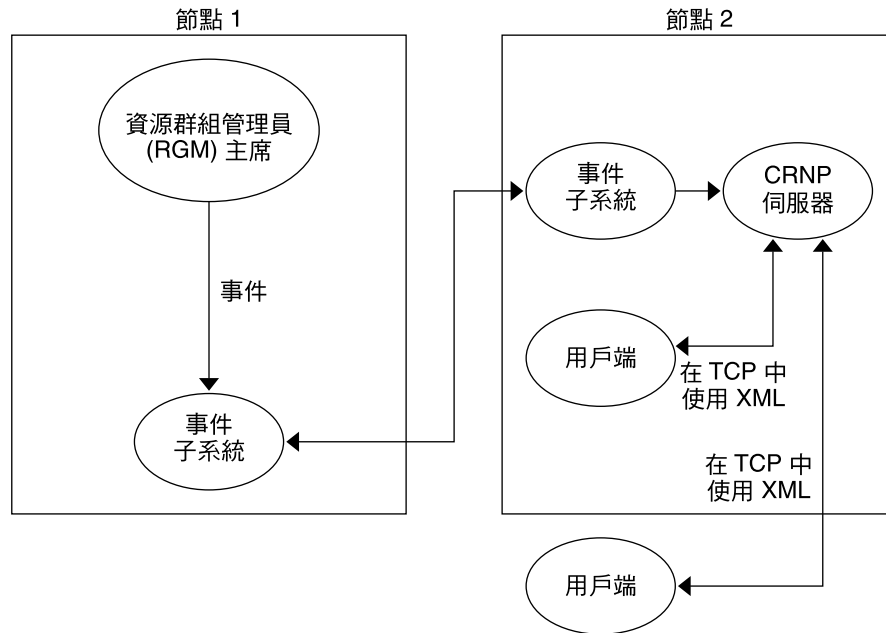 節點 1
資源群組管理員
(RGM) 主席
事件
事件
子系統
節點 2
事件
子系統
CRNP
伺服器
用戶端
在 TCP 中
使用 XML
在 TCP 中
使用 XML
用戶端